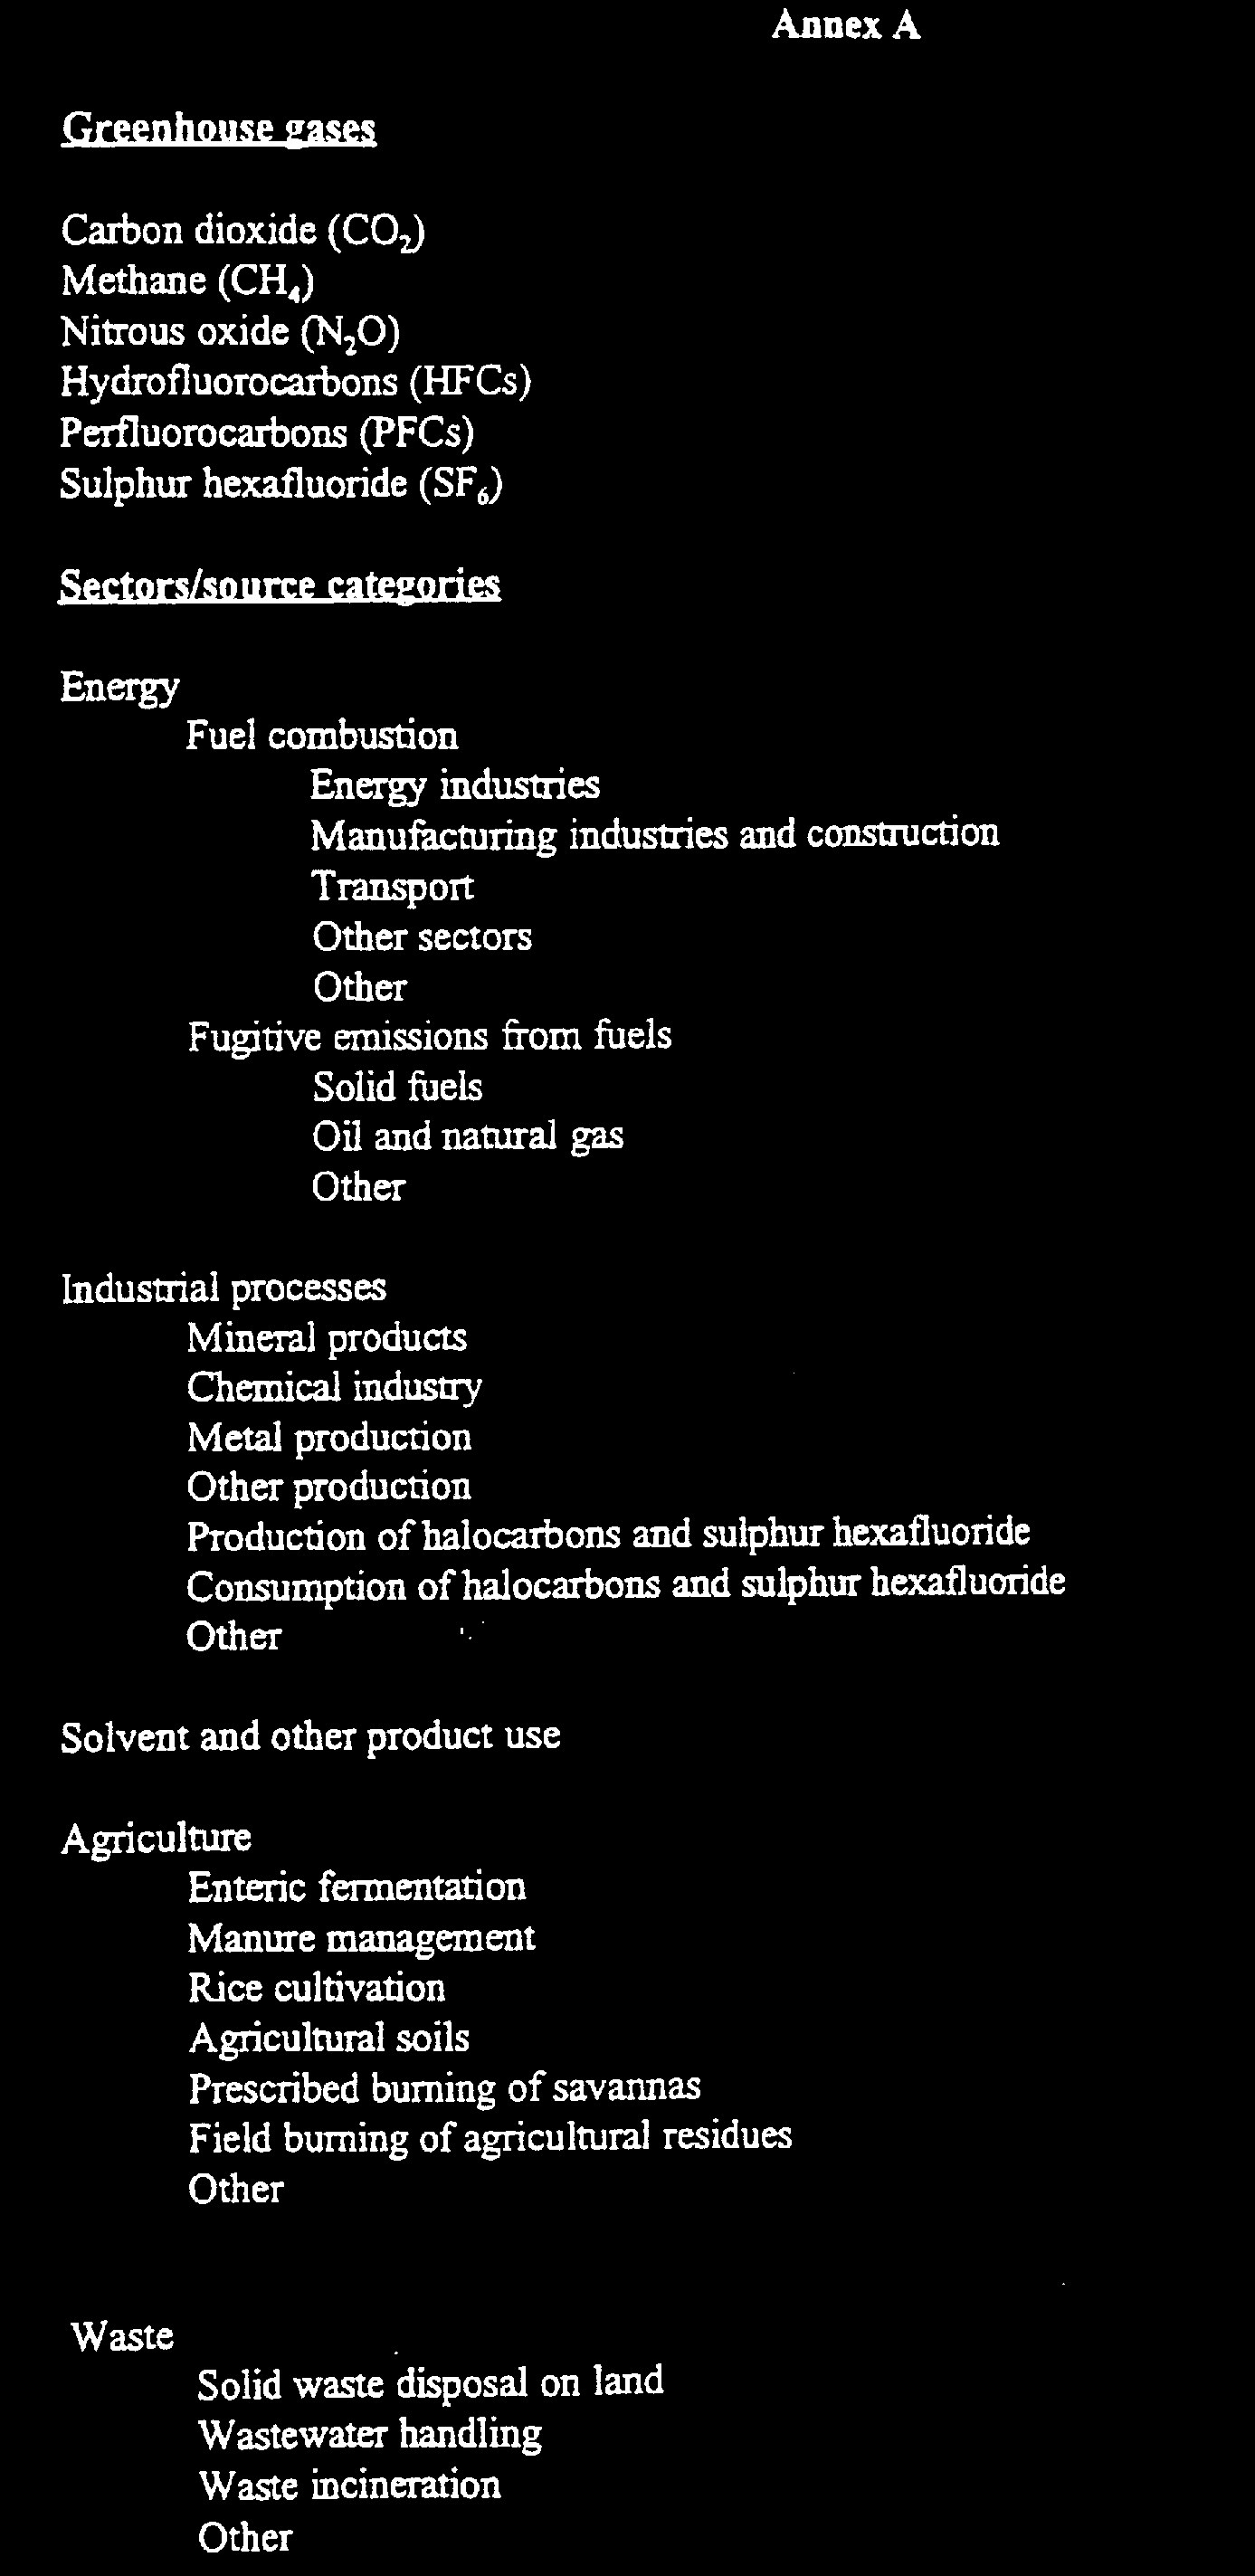 Annex A
Greenhouse gases
Carbon dioxide (CO₂)
Methane (CH₄)
Nitrous oxide (N₂O)
Hydrofluorocarbons (HFCs)
Perfluorocarbons (PFCs)
Sulphur hexafluoride (SF₆)
Sectors/source categories
Energy
Fuel combustion
Energy industries
Manufacturing industries and construction
Transport
Other sectors
Other
Fugitive emissions from fuels
Solid fuels
Oil and natural gas
Other
Industrial processes
Mineral products
Chemical industry
Metal production
Other production
Production of halocarbons and sulphur hexafluoride
Consumption of halocarbons and sulphur hexafluoride
Other
Solvent and other product use
Agriculture
Enteric fermentation
Manure management
Rice cultivation
Agricultural soils
Prescribed burning of savannas
Field burning of agricultural residues
Other
Waste
Solid waste disposal on land
Wastewater handling
Waste incineration
Other